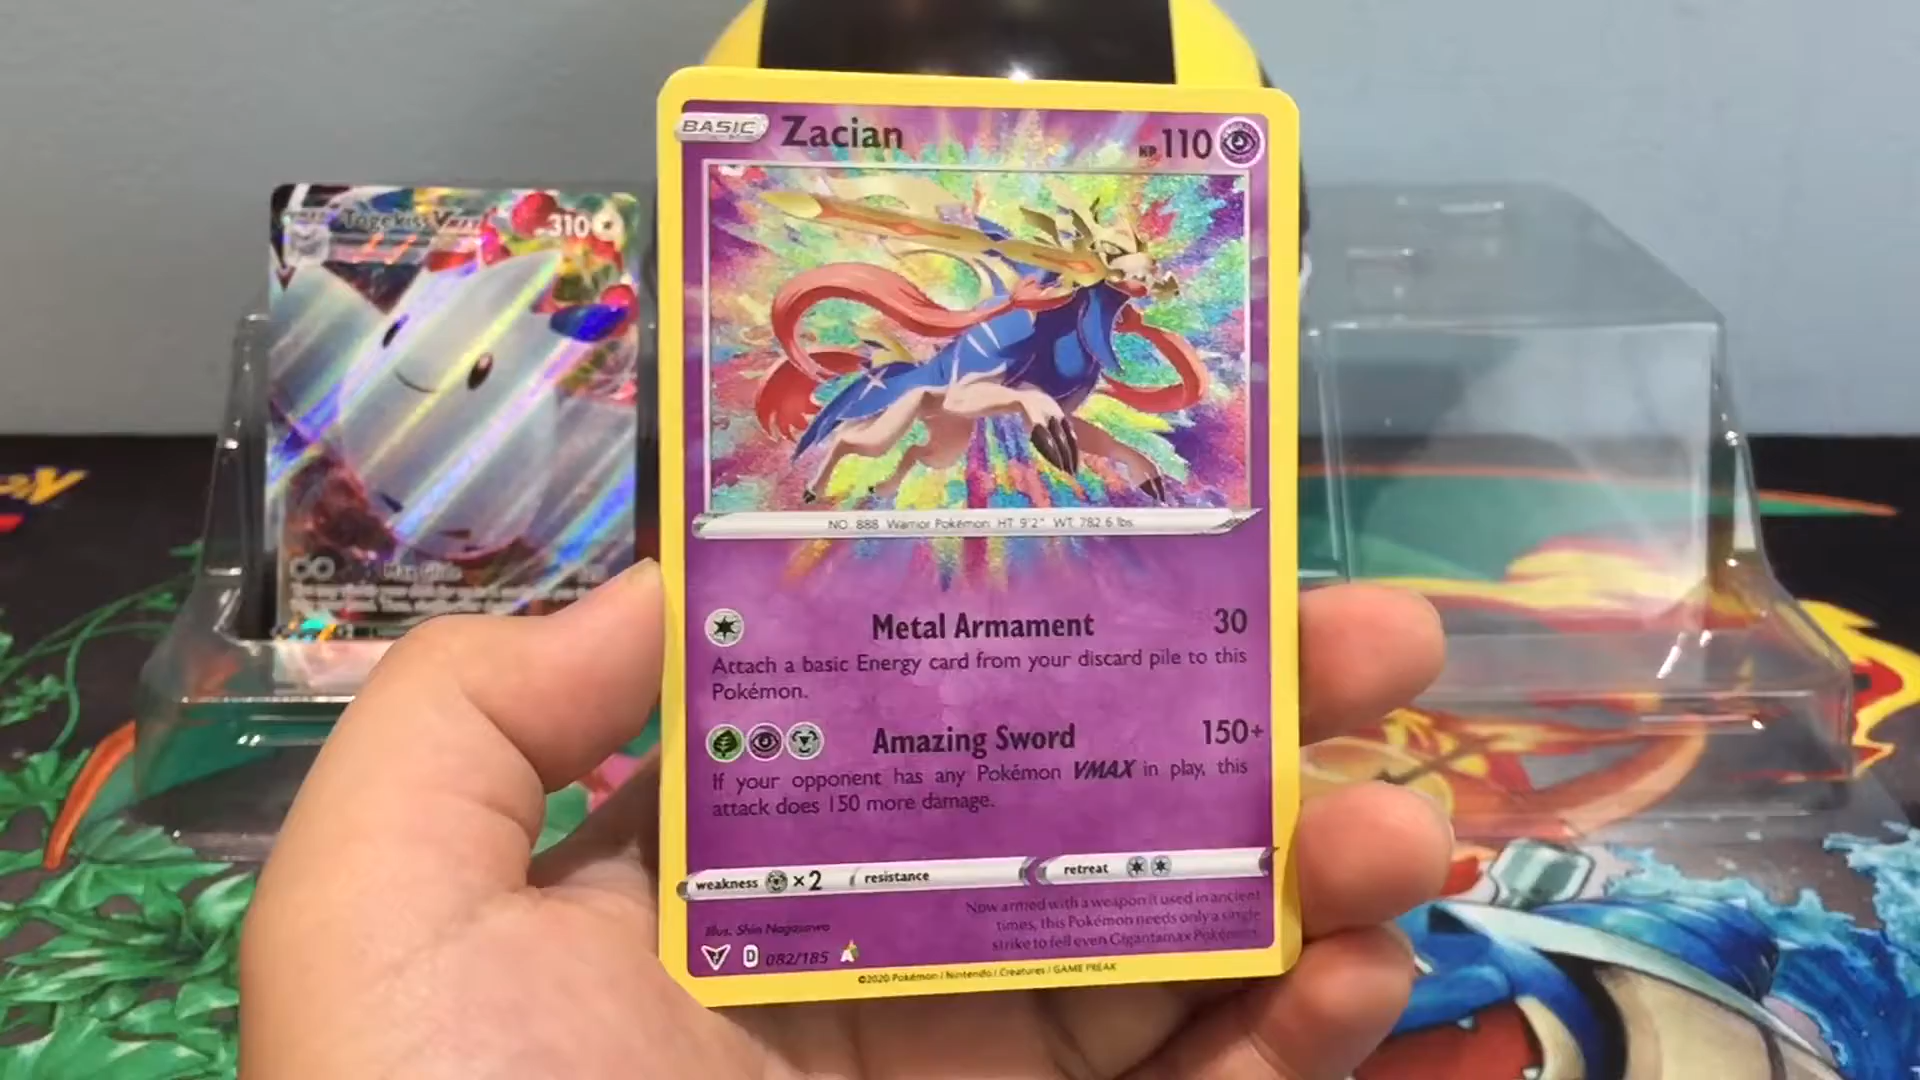 BASIC Zacian HP 110
NO. 888 Warrior Pokémon HT 9'2" WT 782.6 lbs
Metal Armament 30
Attach a basic Energy card from your discard pile to this
Pokémon.
Amazing Sword 150+
If your opponent has any Pokémon VMAX in play, this
attack does 150 more damage.
weakness ×2 resistance retreat
Now armed with a weapon it used in ancient
times, this Pokémon needs only a single
strike to fell even Gigantamax Pokémon.
Illus. Shin Nagasawa
D 082/185 A
©2020 Pokémon / Nintendo / Creatures / GAME FREAK
Togekiss VMAX 310